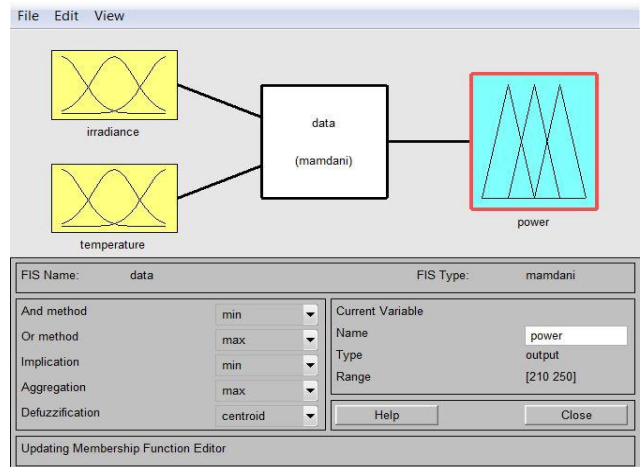 File Edit View
irradiance
temperature
data
(mamdani)
power
FIS Name: data FIS Type: mamdani
And method min
Or method max
Implication min
Aggregation max
Defuzzification centroid
Current Variable
Name power
Type output
Range [210 250]
Help Close
Updating Membership Function Editor